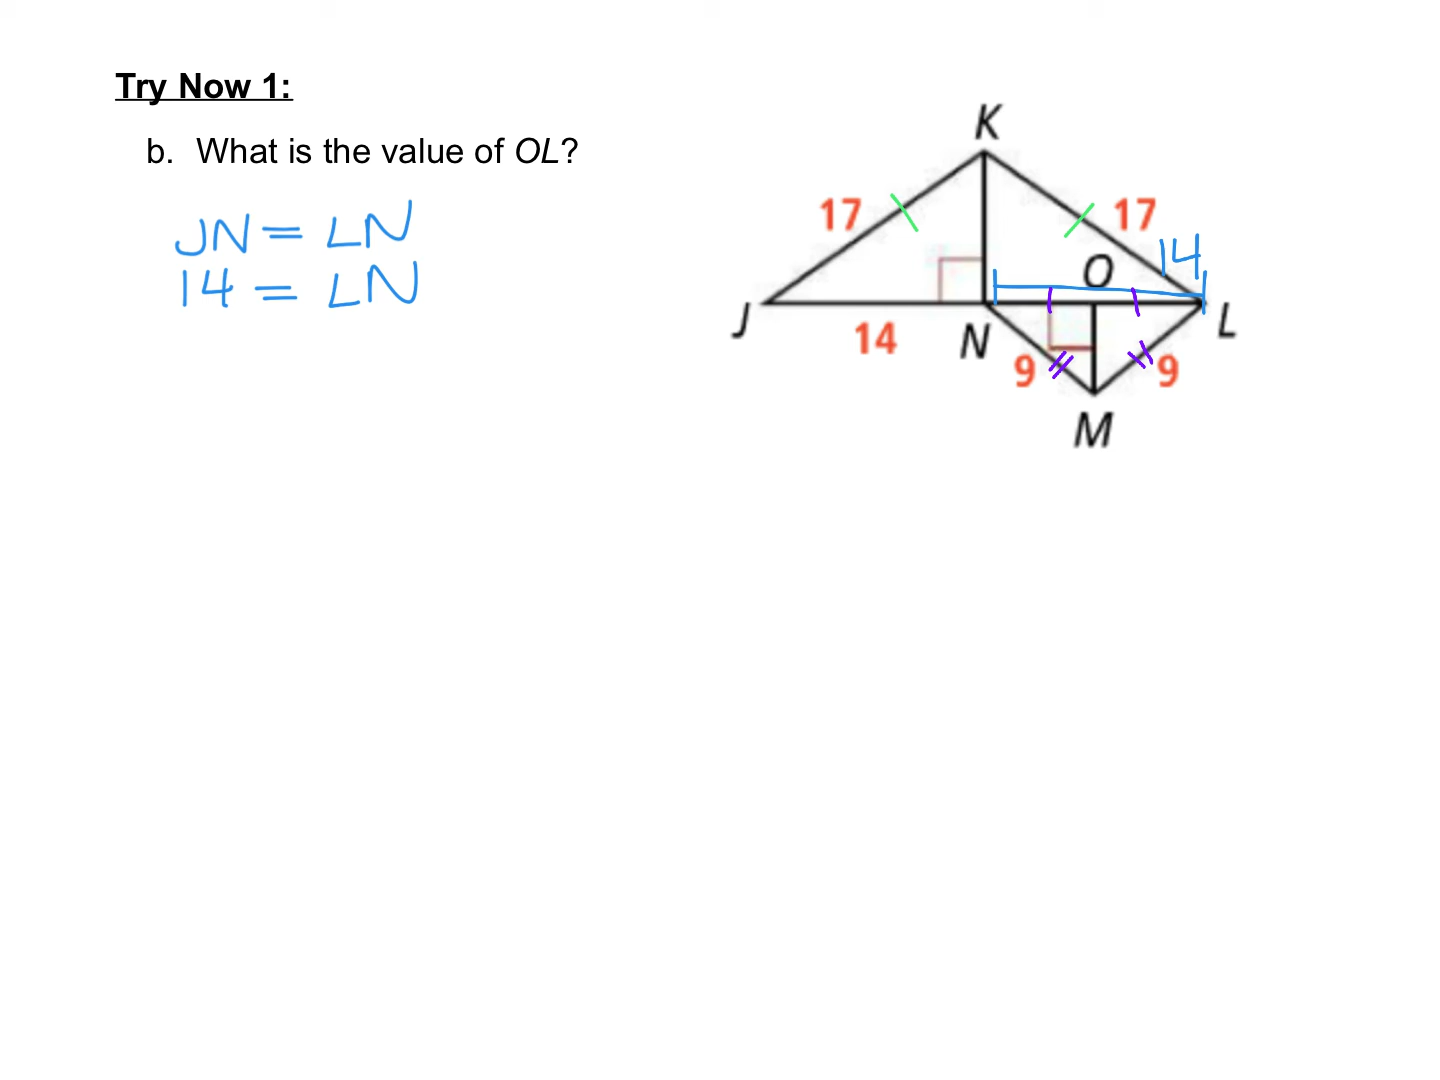 Try Now 1:
b. What is the value of OL?
JN = LN
14 = LN
K
17
17
14
O
J
14
N
L
9
9
M